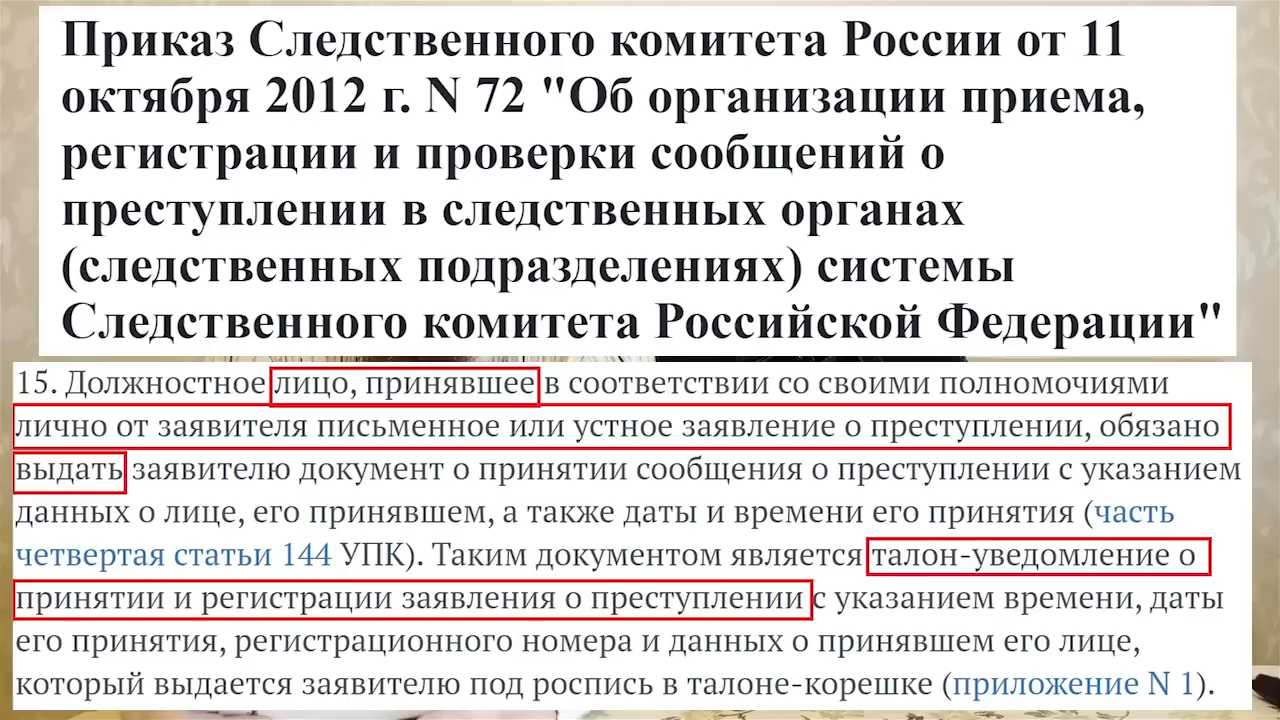 Приказ Следственного комитета России от 11
октября 2012 г. N 72 "Об организации приема,
регистрации и проверки сообщений о
преступлении в следственных органах
(следственных подразделениях) системы
Следственного комитета Российской Федерации"
15. Должностное лицо, принявшее в соответствии со своими полномочиями
лично от заявителя письменное или устное заявление о преступлении, обязано
выдать заявителю документ о принятии сообщения о преступлении с указанием
данных о лице, его принявшем, а также даты и времени его принятия (часть
четвертая статьи 144 УПК). Таким документом является талон-уведомление о
принятии и регистрации заявления о преступлении с указанием времени, даты
его принятия, регистрационного номера и данных о принявшем его лице,
который выдается заявителю под роспись в талоне-корешке (приложение N 1).